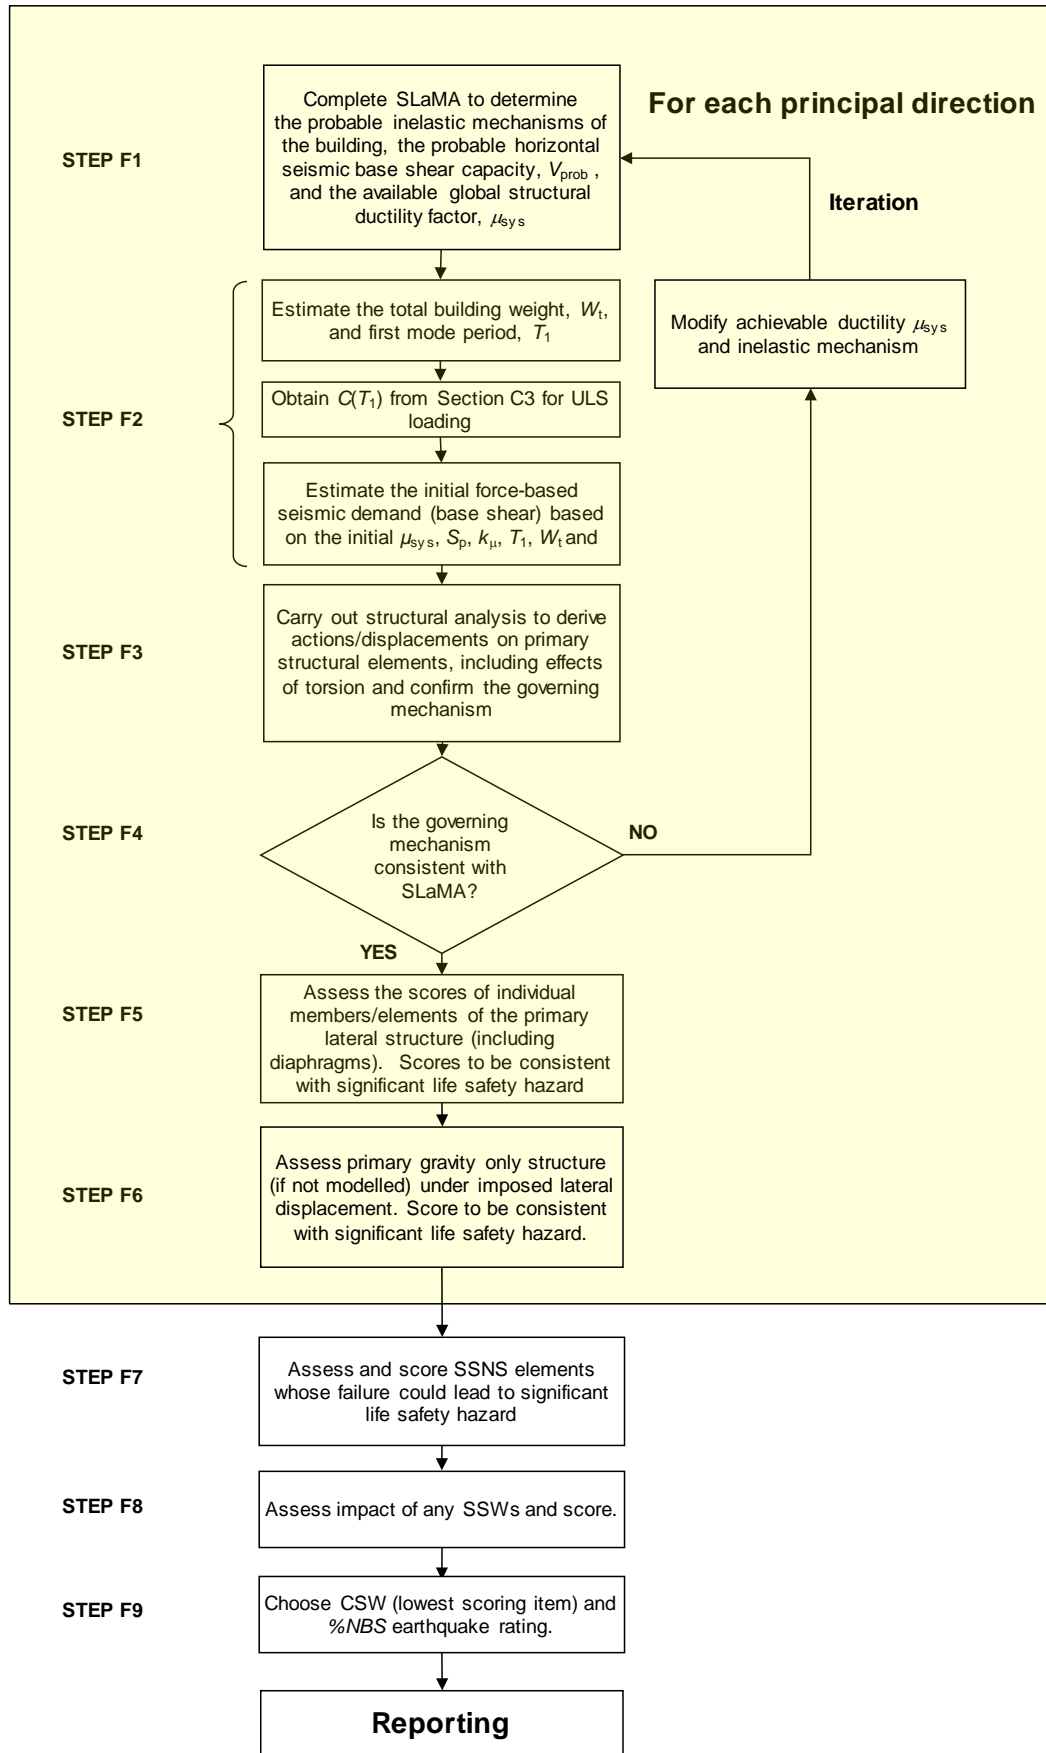 For each principal direction
STEP F1
Complete SLaMA to determine
the probable inelastic mechanisms of
the building, the probable horizontal
seismic base shear capacity, Vprob ,
and the available global structural
ductility factor, μsys
Iteration
Modify achievable ductility μsys
and inelastic mechanism
STEP F2
Estimate the total building weight, Wt,
and first mode period, T1
Obtain C(T1) from Section C3 for ULS
loading
Estimate the initial force-based
seismic demand (base shear) based
on the initial μsys, Sp, kμ, T1, Wt and
STEP F3
Carry out structural analysis to derive
actions/displacements on primary
structural elements, including effects
of torsion and confirm the governing
mechanism
STEP F4
Is the governing
mechanism
consistent with
SLaMA?
NO
YES
STEP F5
Assess the scores of individual
members/elements of the primary
lateral structure (including
diaphragms). Scores to be consistent
with significant life safety hazard
STEP F6
Assess primary gravity only structure
(if not modelled) under imposed lateral
displacement. Score to be consistent
with significant life safety hazard.
STEP F7
Assess and score SSNS elements
whose failure could lead to significant
life safety hazard
STEP F8
Assess impact of any SSWs and score.
STEP F9
Choose CSW (lowest scoring item) and
%NBS earthquake rating.
Reporting